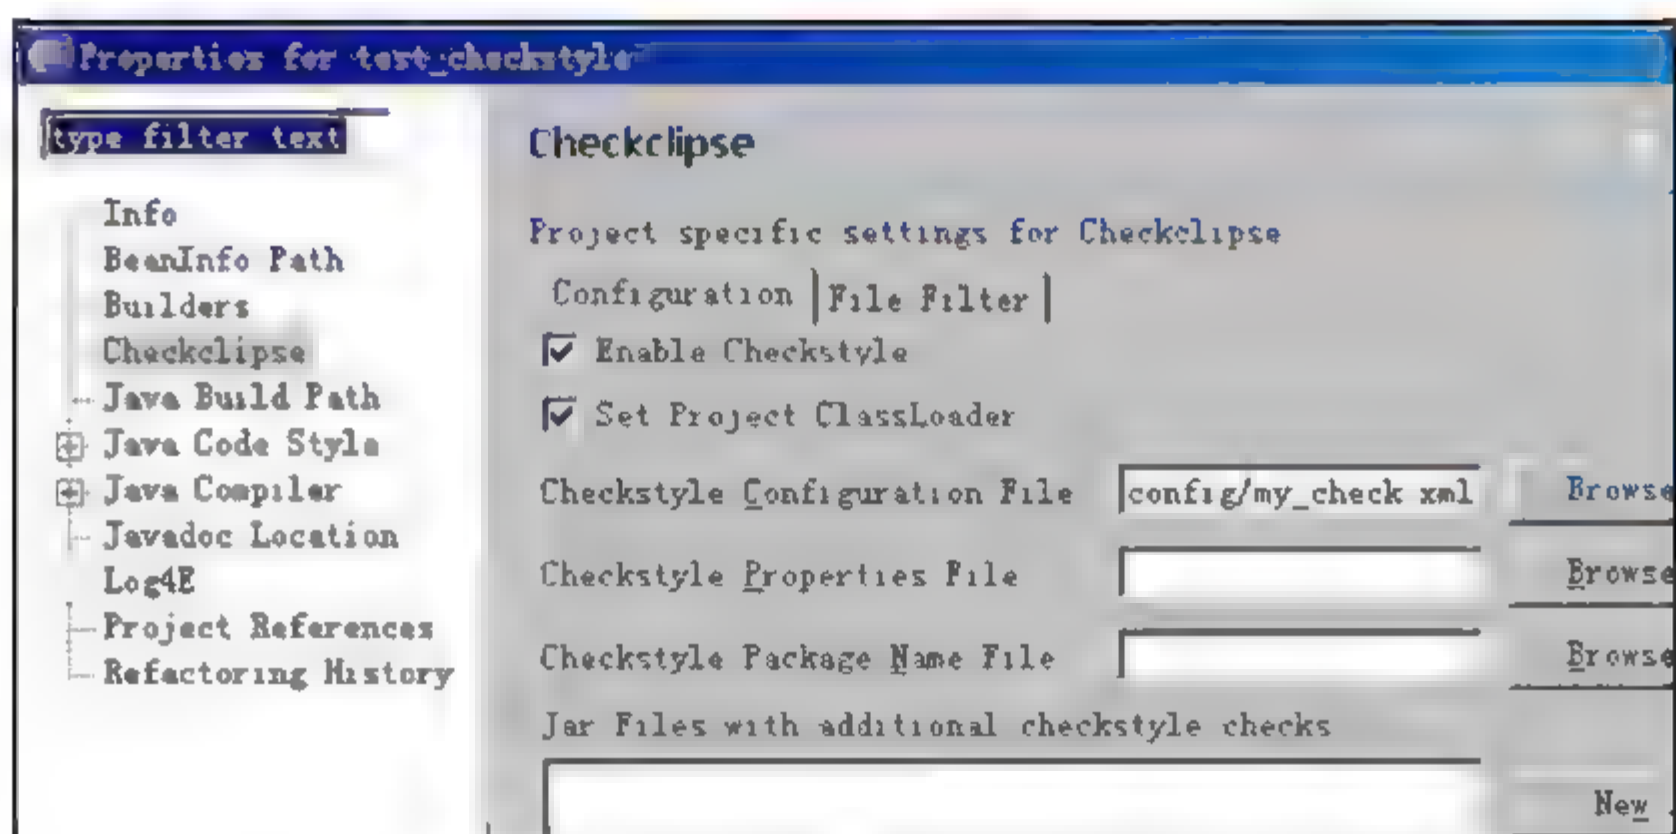 Properties for test_checkstyle
type filter text
Info
BeanInfo Path
Builders
Checkclipse
Java Build Path
Java Code Style
Java Compiler
Javadoc Location
Log4E
Project References
Refactoring History
Checkclipse
Project specific settings for Checkclipse
Configuration File Filter
Enable Checkstyle
Set Project ClassLoader
Checkstyle Configuration File config/my_check xml Browse
Checkstyle Properties File Browse
Checkstyle Package Name File Browse
Jar Files with additional checkstyle checks
New